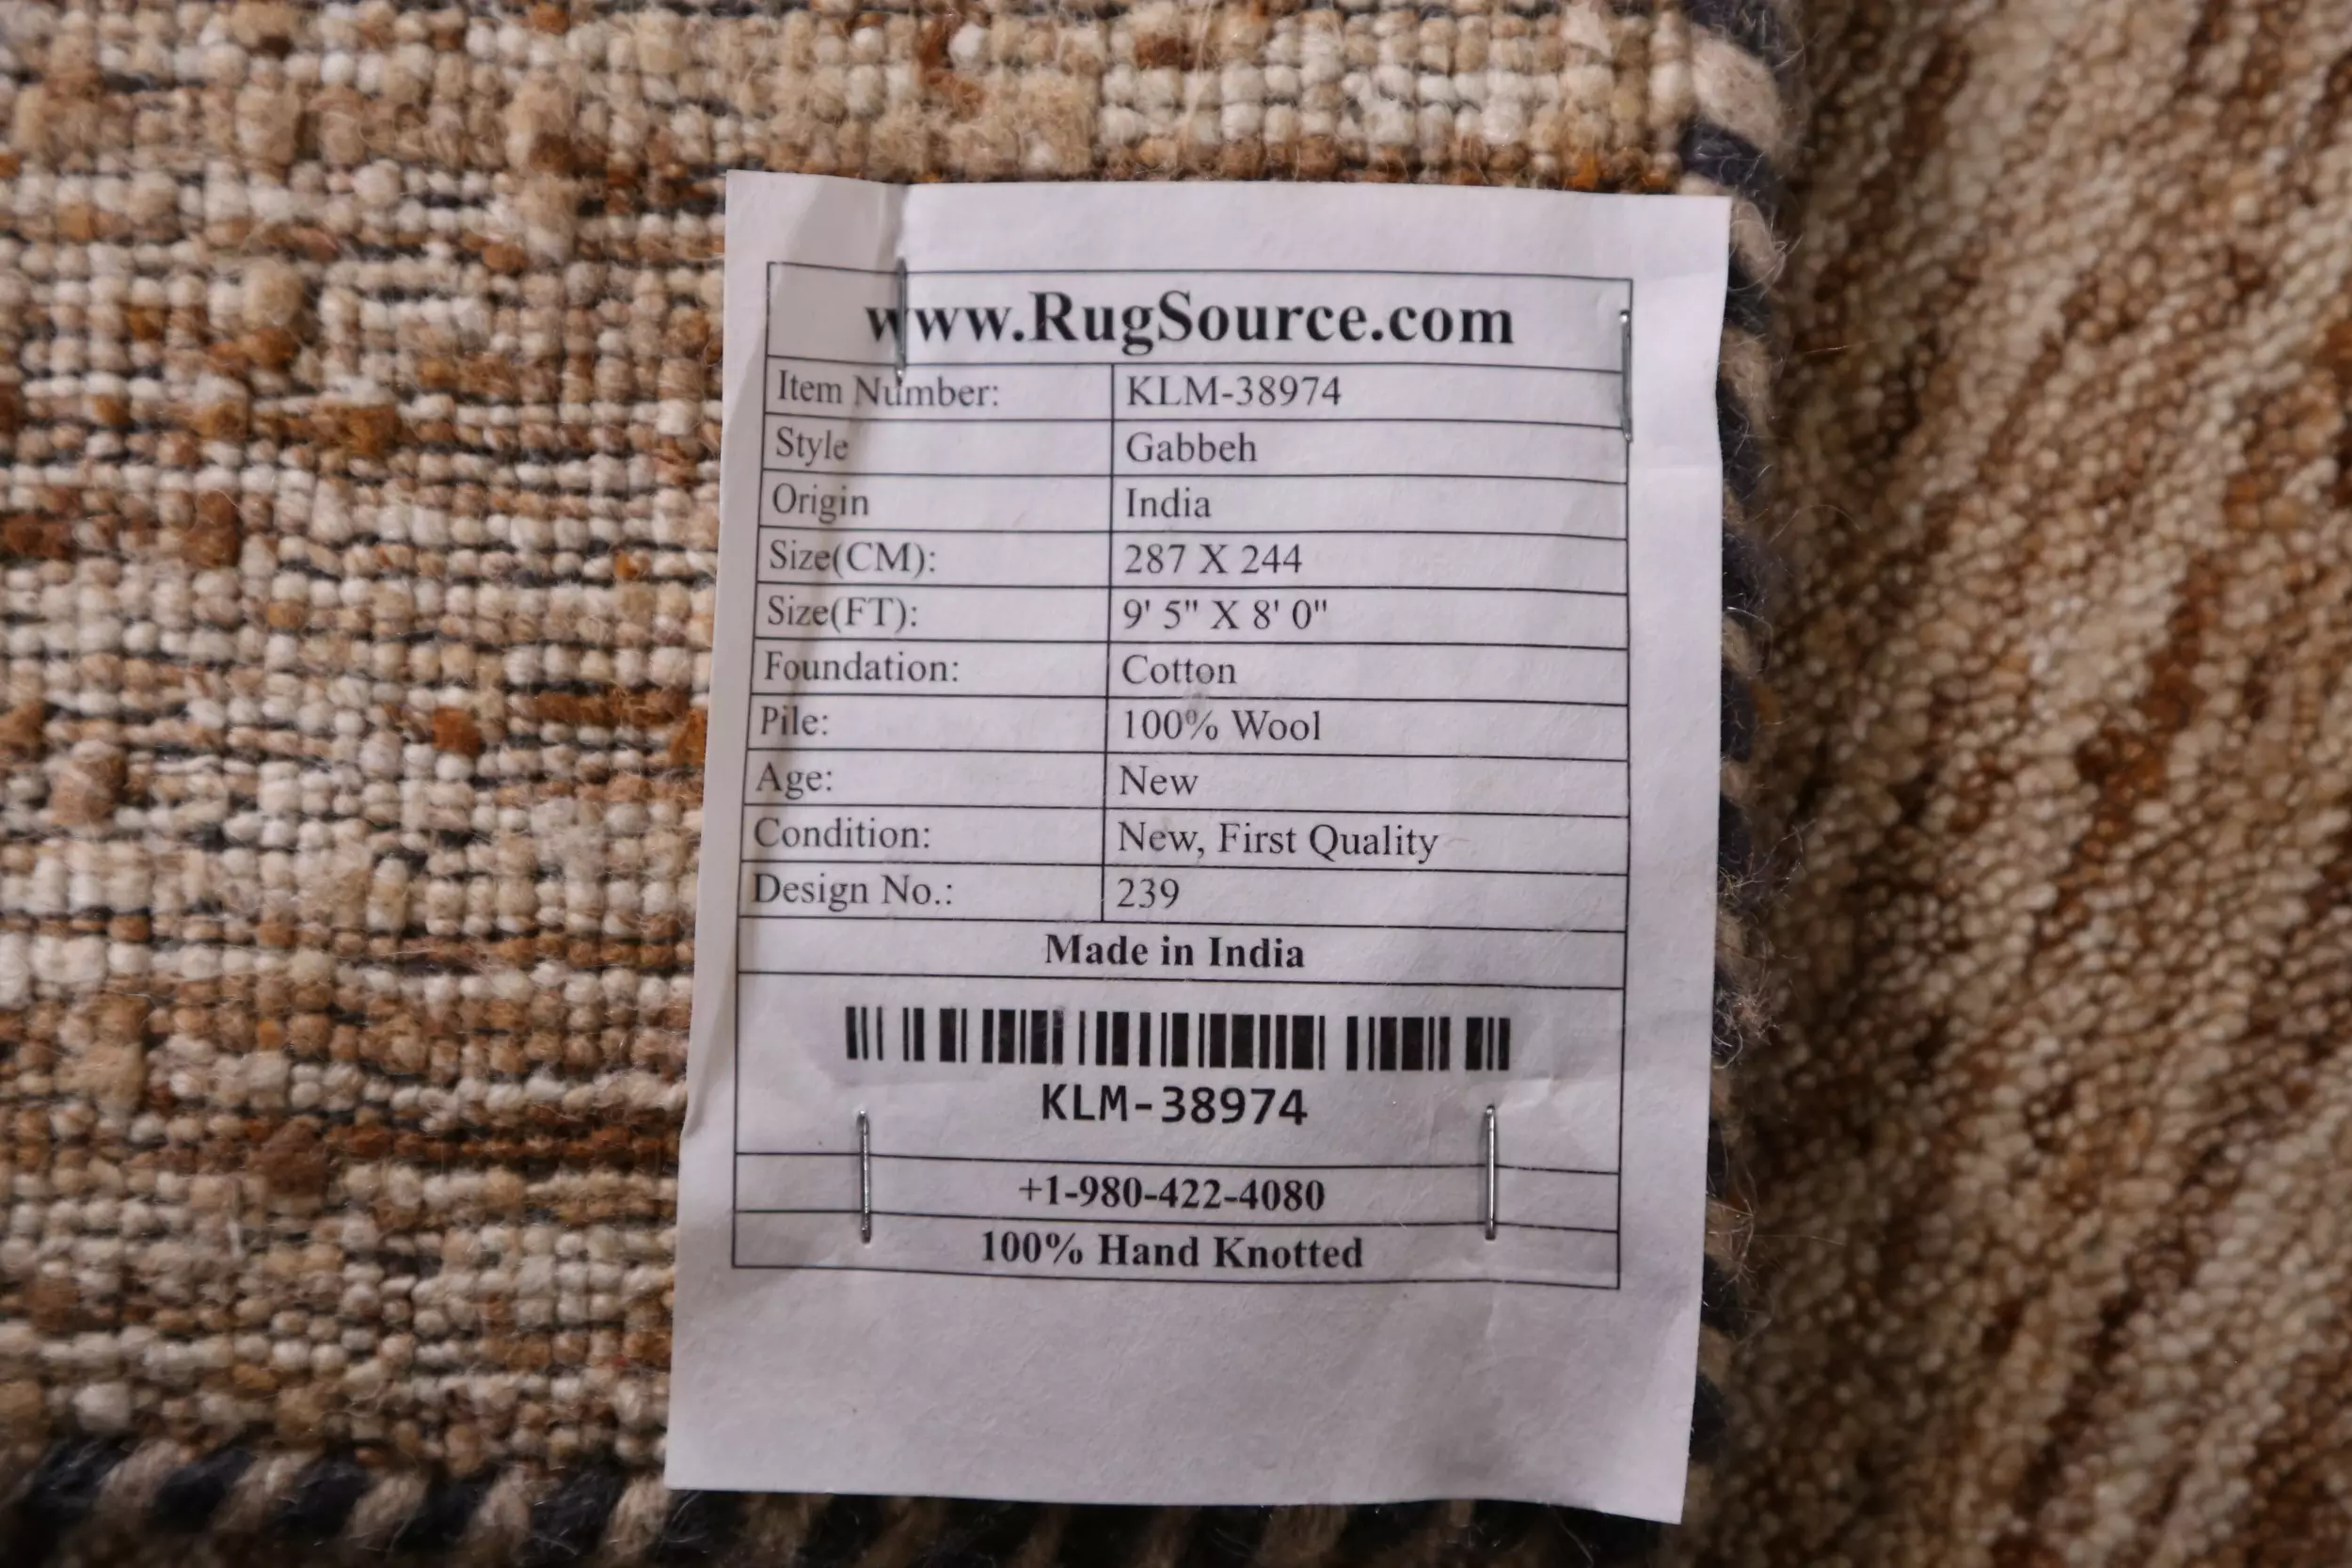 www.RugSource.com
Item Number: KLM-38974
Style Gabbeh
Origin India
Size(CM): 287 X 244
Size(FT): 9' 5" X 8' 0"
Foundation: Cotton
Pile: 100% Wool
Age: New
Condition: New, First Quality
Design No.: 239
Made in India
KLM-38974
+1-980-422-4080
100% Hand Knotted